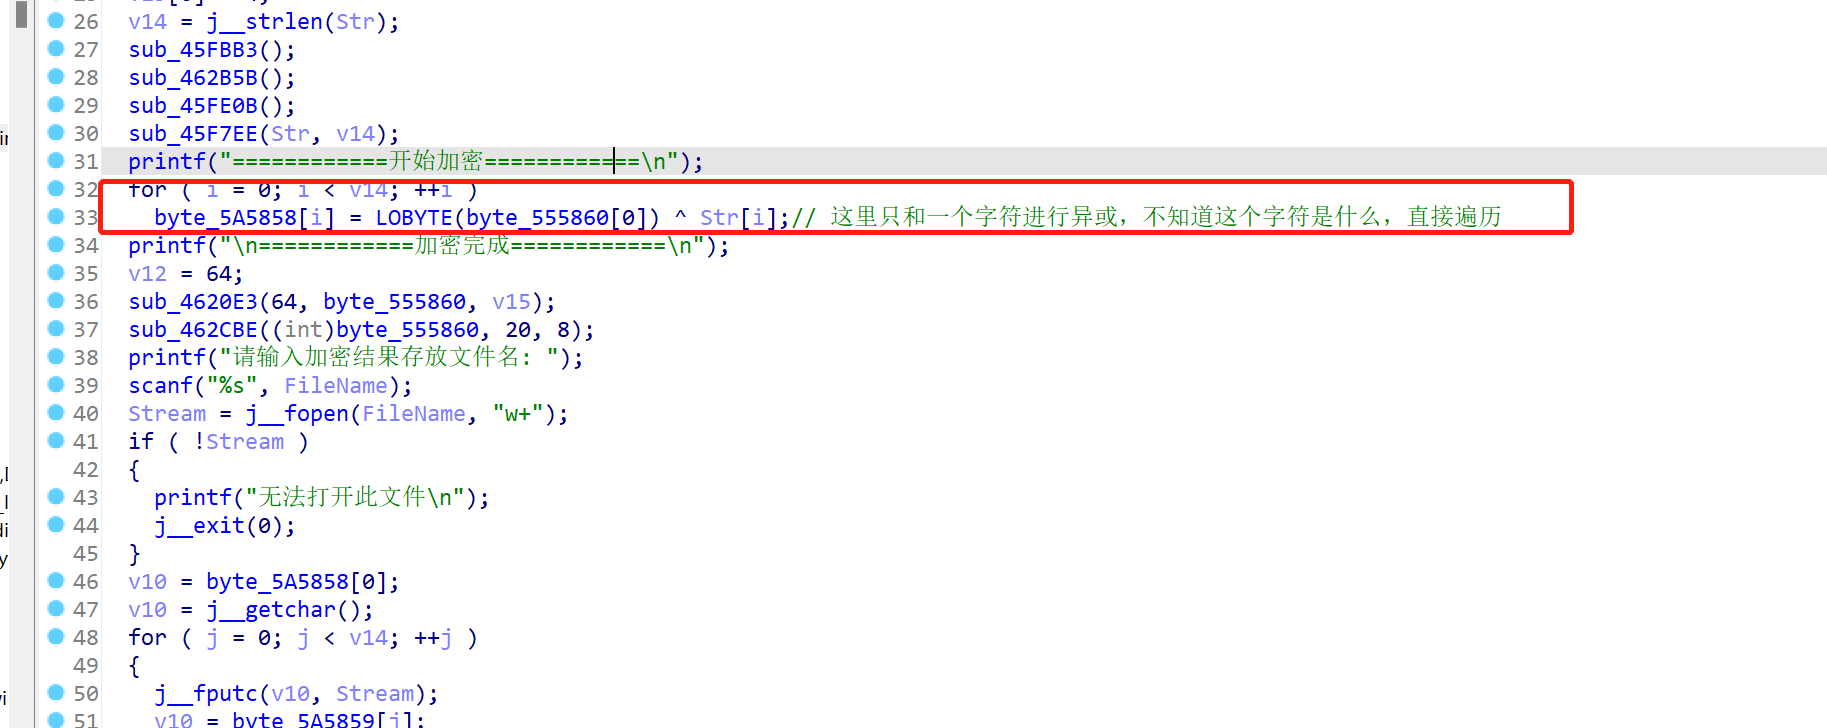 26 v14 = j__strlen(Str);
27 sub_45FBB3();
28 sub_462B5B();
29 sub_45FE0B();
30 sub_45F7EE(Str, v14);
31 printf("============开始加密============\n");
32 for ( i = 0; i < v14; ++i )
33 byte_5A5858[i] = LOBYTE(byte_555860[0]) ^ Str[i];// 这里只和一个字符进行异或，不知道这个字符是什么，直接遍历
34 printf("\n============加密完成============\n");
35 v12 = 64;
36 sub_4620E3(64, byte_555860, v15);
37 sub_462CBE((int)byte_555860, 20, 8);
38 printf("请输入加密结果存放文件名: ");
39 scanf("%s", FileName);
40 Stream = j__fopen(FileName, "w+");
41 if ( !Stream )
42 {
43 printf("无法打开此文件\n");
44 j__exit(0);
45 }
46 v10 = byte_5A5858[0];
47 v10 = j__getchar();
48 for ( j = 0; j < v14; ++j )
49 {
50 j__fputc(v10, Stream);
51 v10 = byte_5A5859[j];